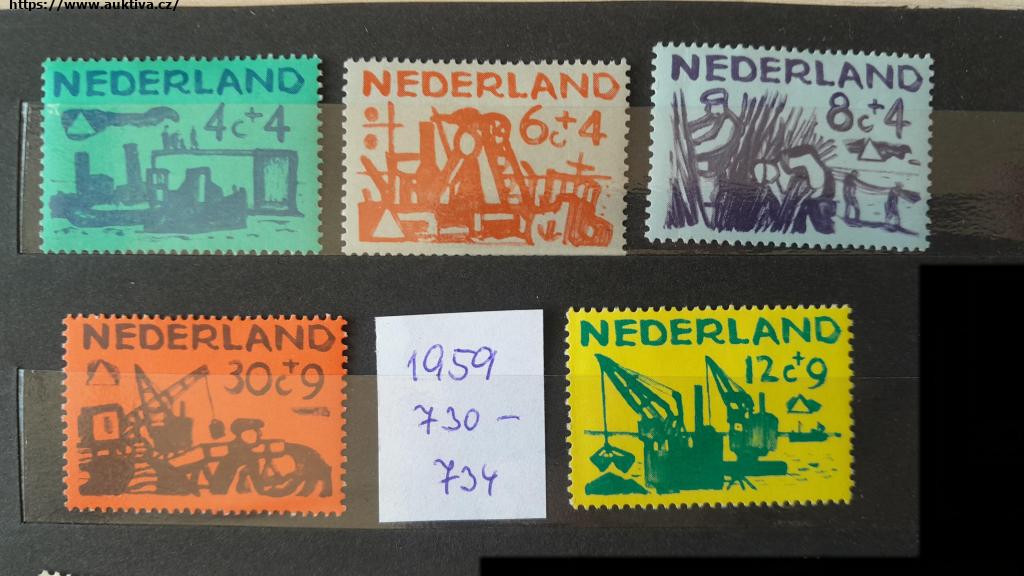 https://www.auktiva.cz/
NEDERLAND
4c+4
NEDERLAND
6c+4
NEDERLAND
8c+4
NEDERLAND
30c+9
1959
730 –
734
NEDERLAND
12c+9